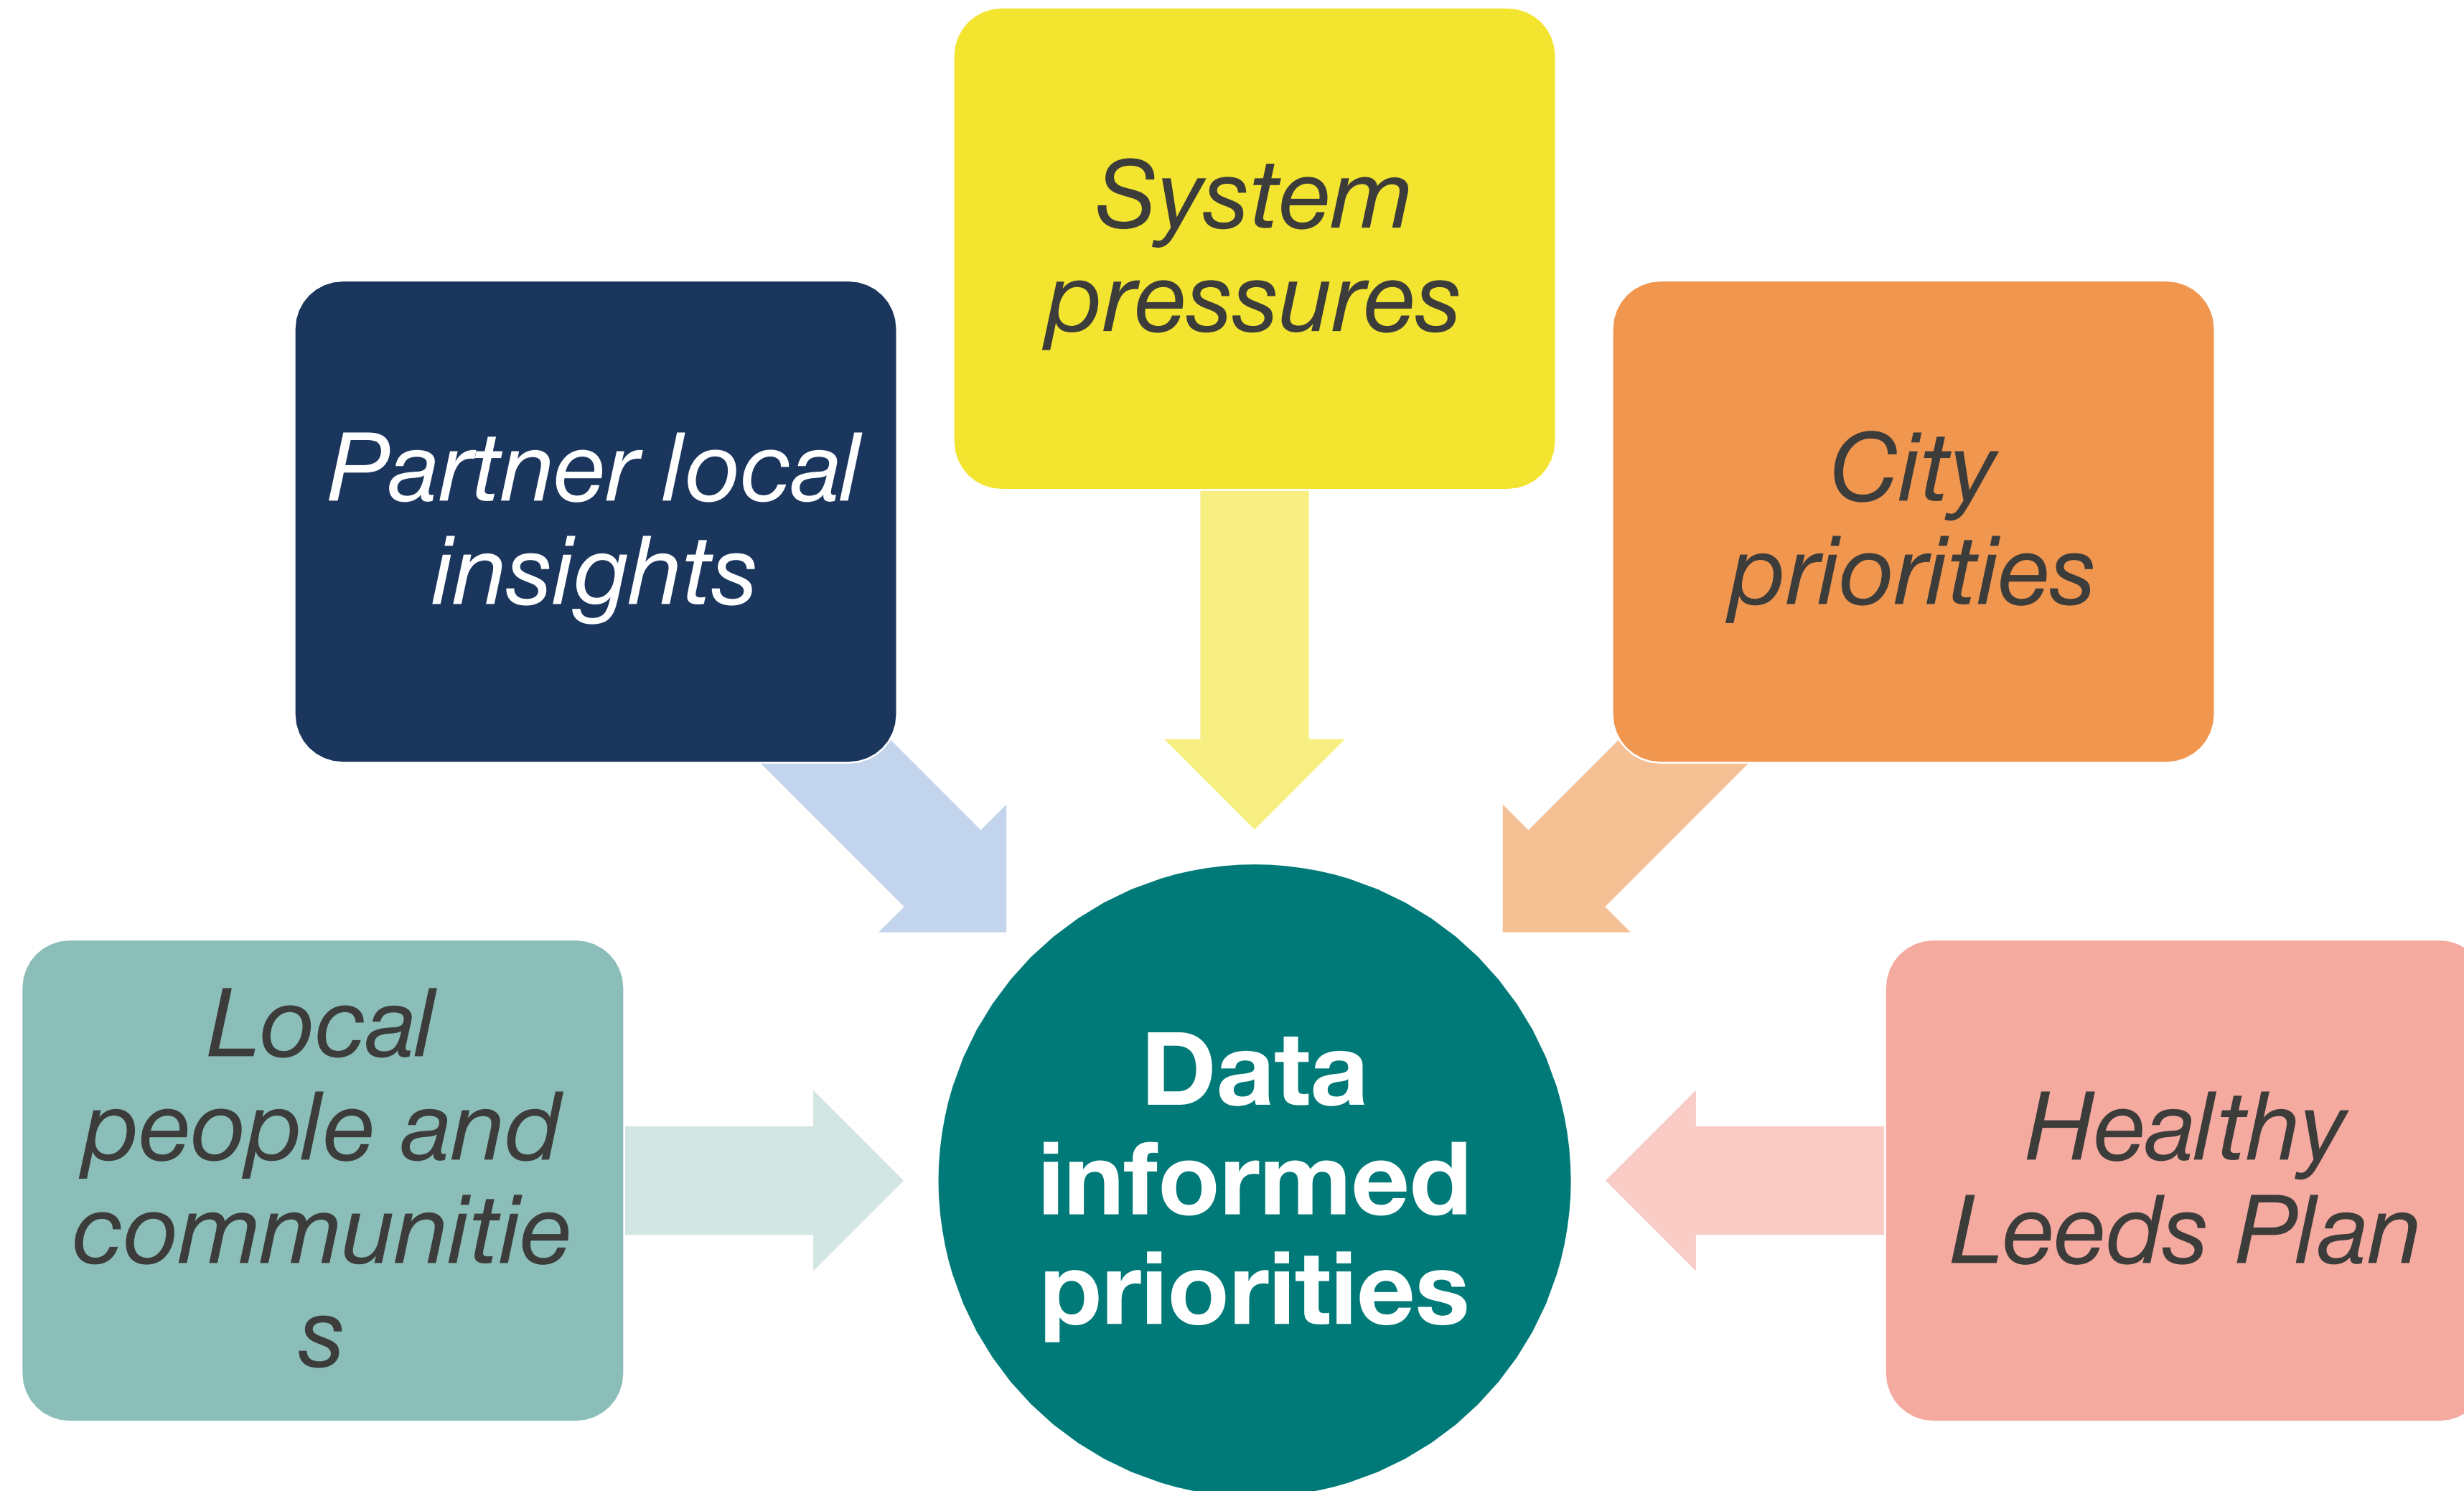 System
pressures
Partner local
insights
City
priorities
Local
people and
communitie
s
Data
informed
priorities
Healthy
Leeds Plan